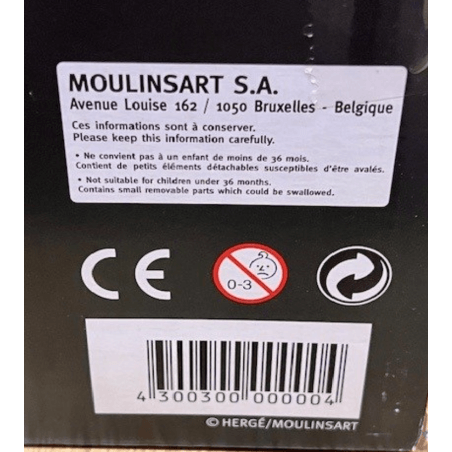 MOULINSART S.A.
Avenue Louise 162 / 1050 Bruxelles - Belgique
Ces informations sont à conserver.
Please keep this information carefully.
• Ne convient pas à un enfant de moins de 36 mois.
Contient de petits éléments détachables susceptibles d'être avalés.
• Not suitable for children under 36 months.
Contains small removable parts which could be swallowed.
CE
0-3
4 300300 000004
© HERGÉ/MOULINSART